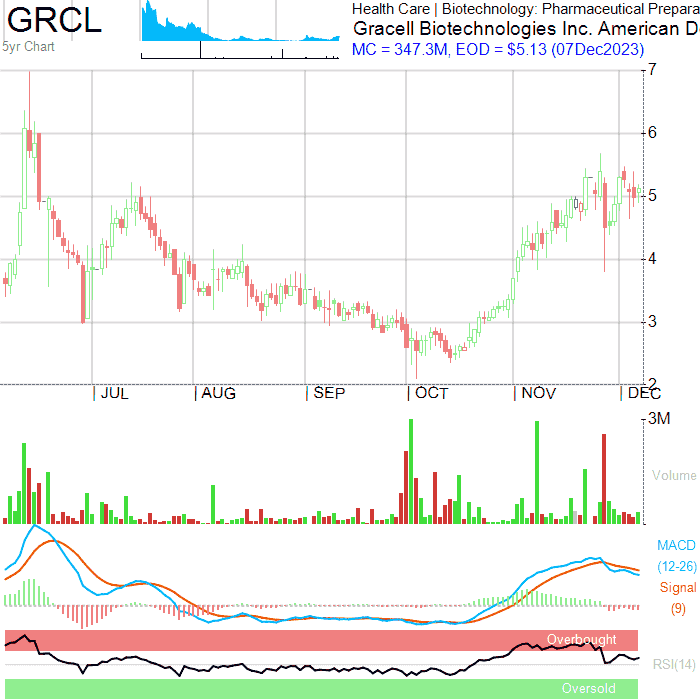 GRCL
5yr Chart
Health Care | Biotechnology: Pharmaceutical Prepara
Gracell Biotechnologies Inc. American D
MC = 347.3M, EOD = $5.13 (07Dec2023)
7
6
5
4
3
2
JUL AUG SEP OCT NOV DEC
3M
Volume
MACD
(12-26)
Signal
(9)
Overbought
RSI(14)
Oversold